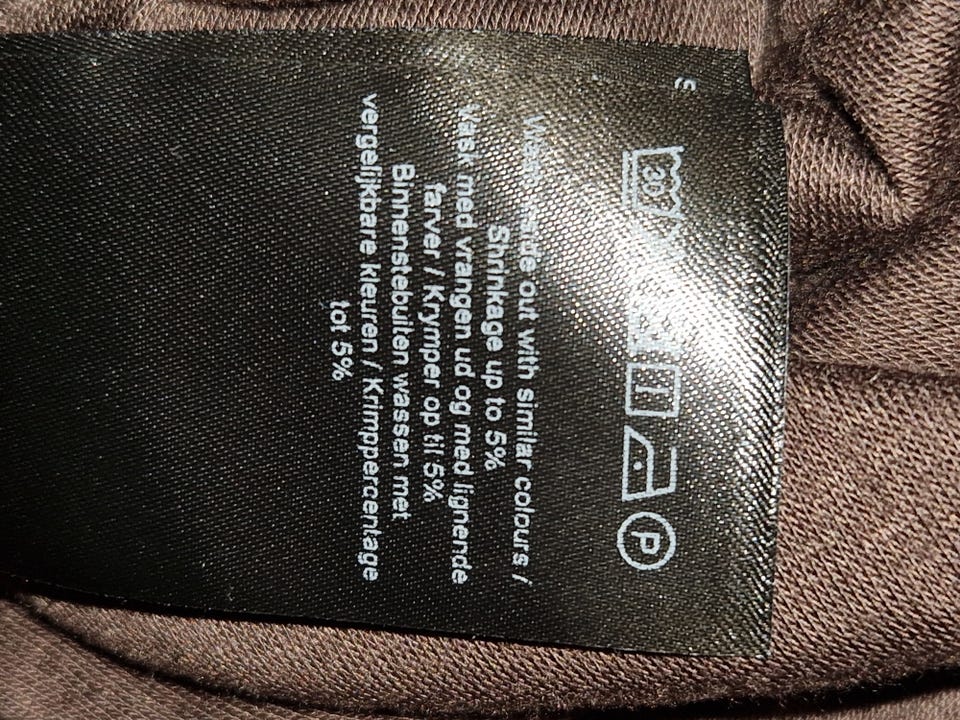 S
30
P
Wash inside out with similar colours /
Shrinkage up to 5%
Vask med vrangen ud og med lignende
farver / Krymper op til 5%
Binnenstebuiten wassen met
vergelijkbare kleuren / Krimppercentage
tot 5%